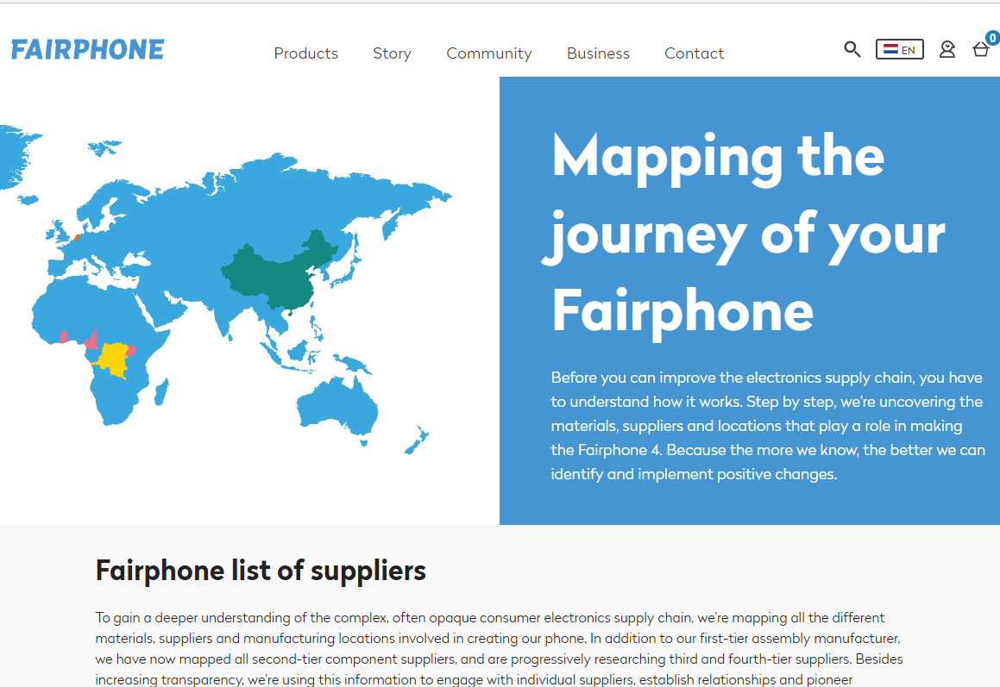 FAIRPHONE
Products Story Community Business Contact
EN
0
Mapping the
journey of your
Fairphone
Before you can improve the electronics supply chain, you have
to understand how it works. Step by step, we're uncovering the
materials, suppliers and locations that play a role in making
the Fairphone 4. Because the more we know, the better we can
identify and implement positive changes.
Fairphone list of suppliers
To gain a deeper understanding of the complex, often opaque consumer electronics supply chain, we're mapping all the different
materials, suppliers and manufacturing locations involved in creating our phone. In addition to our first-tier assembly manufacturer,
we have now mapped all second-tier component suppliers, and are progressively researching third and fourth-tier suppliers. Besides
increasing transparency, we're using this information to engage with individual suppliers, establish relationships and pioneer